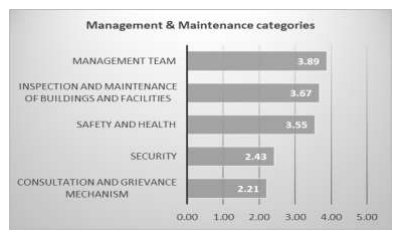 Management & Maintenance categories
MANAGEMENT TEAM
3.89
INSPECTION AND MAINTENANCE
OF BUILDINGS AND FACILITIES
3.67
SAFETY AND HEALTH
3.55
SECURITY
2.43
CONSULTATION AND GRIEVANCE
MECHANISM
2.21
0.00 1.00 2.00 3.00 4.00 5.00